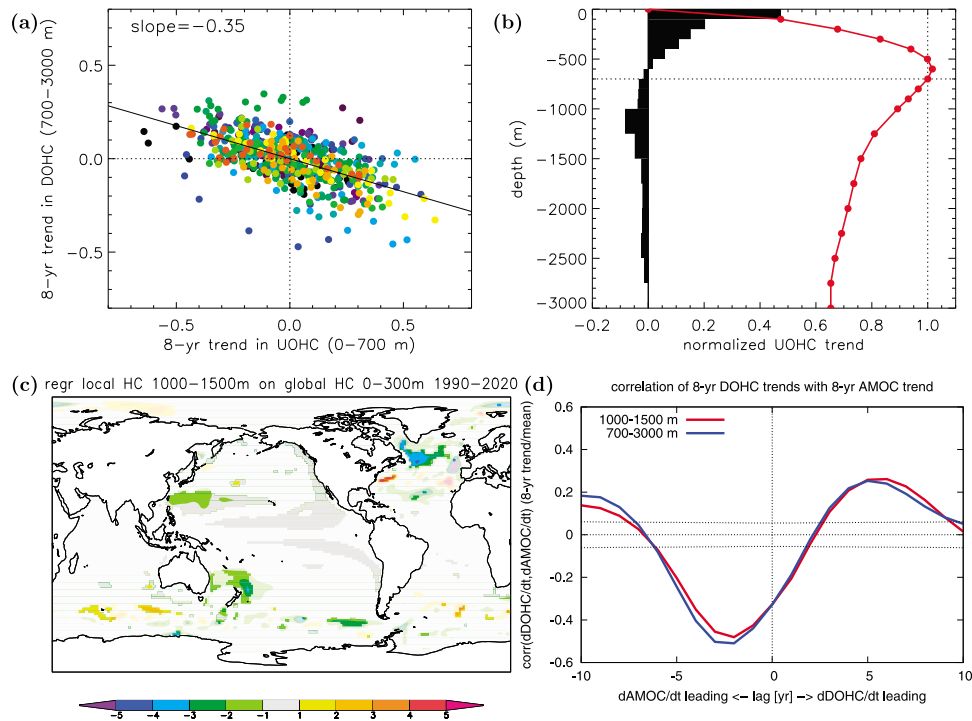 (a)
slope=−0.35
8-yr trend in DOHC (700−3000 m)
0.5
0.0
−0.5
−0.5
0.0
0.5
8-yr trend in UOHC (0−700 m)
(b)
depth (m)
0
−500
−1000
−1500
−2000
−2500
−3000
−0.2
0.0
0.2
0.4
0.6
0.8
1.0
normalized UOHC trend
(c)
regr local HC 1000-1500m on global HC 0-300m 1990-2020
−5
−4
−3
−2
−1
1
2
3
4
5
(d)
correlation of 8-yr DOHC trends with 8-yr AMOC trend
1000-1500 m
700-3000 m
corr(dDOHC/dt,dAMOC/dt) (8-yr trend/mean)
0.6
0.4
0.2
0
-0.2
-0.4
-0.6
-10
-5
0
5
10
dAMOC/dt leading <− lag [yr] −> dDOHC/dt leading